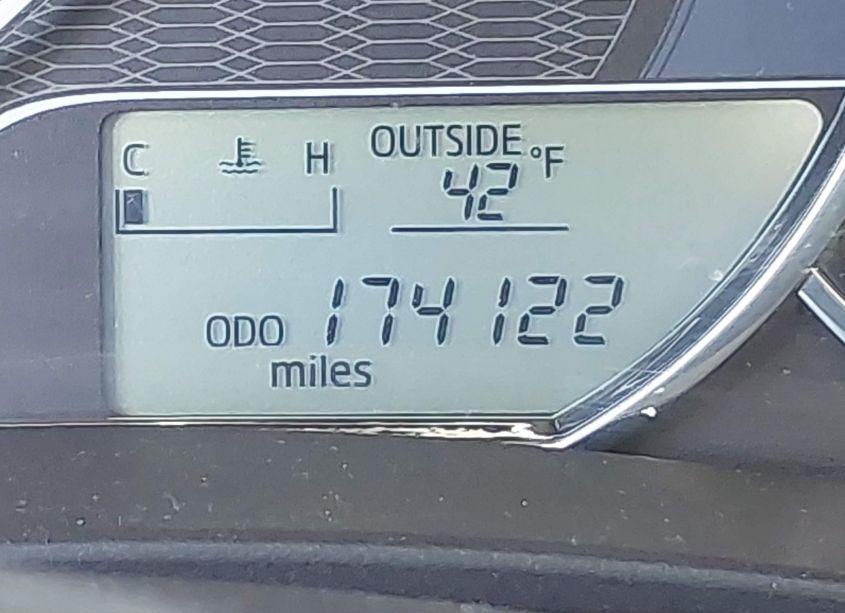 C H OUTSIDE °F
42
ODO 174122
miles